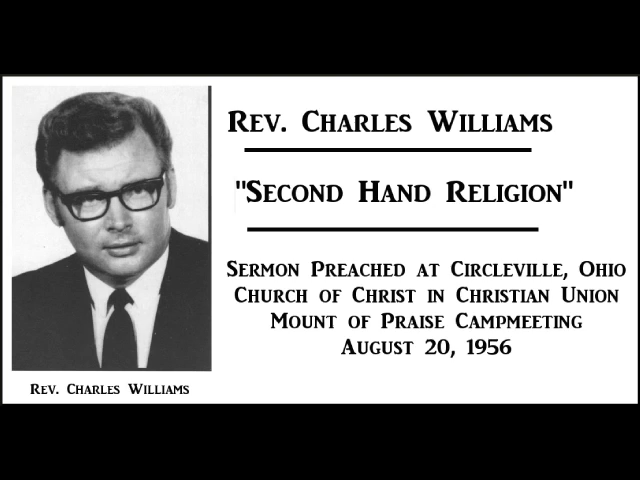 Rev. Charles Williams
"Second Hand Religion"
Sermon Preached at Circleville, Ohio
Church of Christ in Christian Union
Mount of Praise Campmeeting
August 20, 1956
Rev. Charles Williams